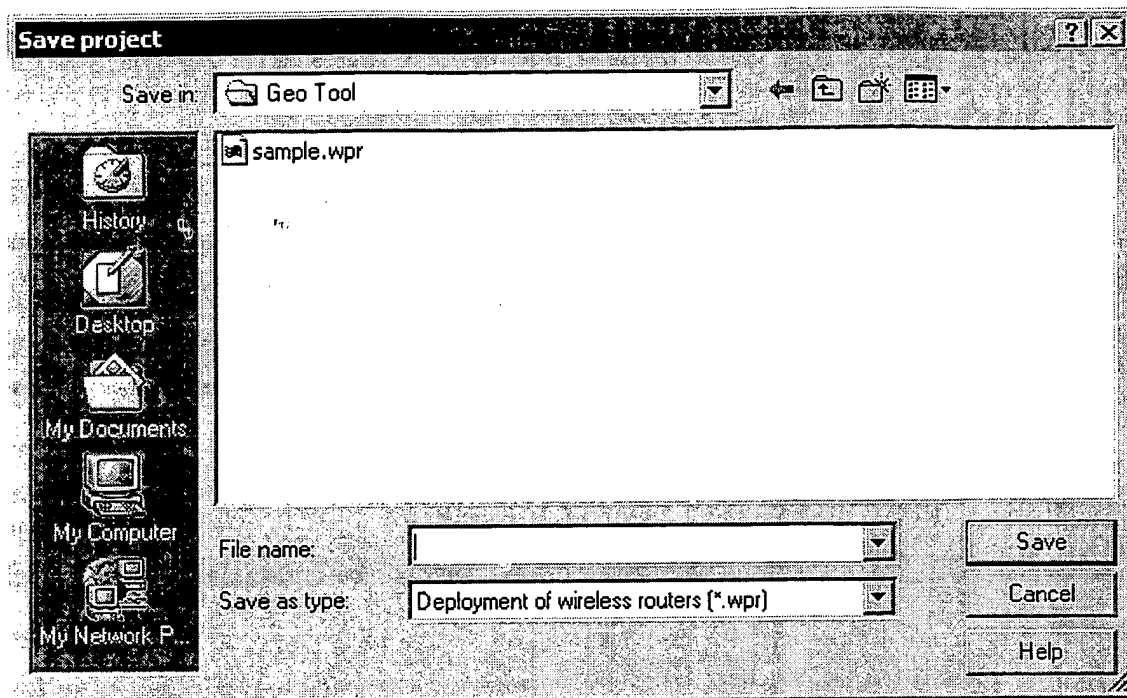 Save project
Save in: Geo Tool
sample.wpr
History
Desktop
My Documents
My Computer
My Network P...
File name:
Save as type: Deployment of wireless routers (*.wpr)
Save
Cancel
Help